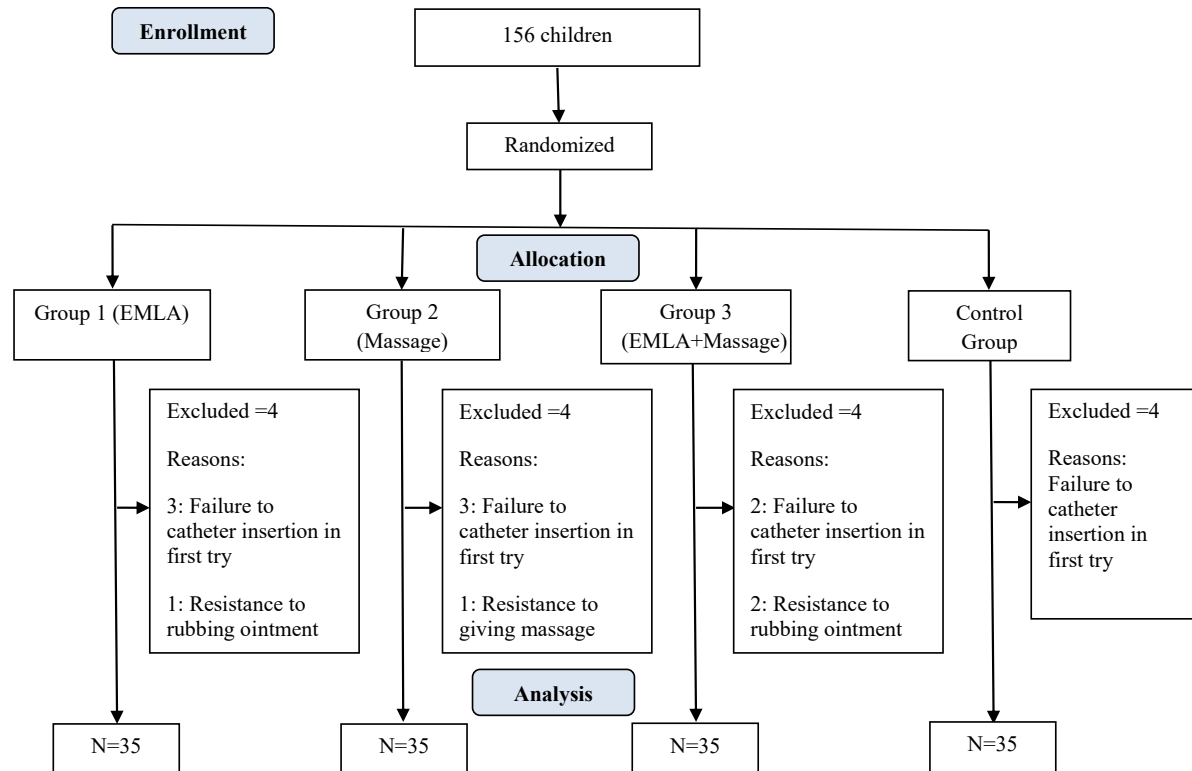 Enrollment
156 children
Randomized
Allocation
Group 1 (EMLA)
Group 2
(Massage)
Group 3
(EMLA+Massage)
Control
Group
Excluded =4
Reasons:
3: Failure to
catheter insertion in
first try
1: Resistance to
rubbing ointment
Excluded =4
Reasons:
3: Failure to
catheter insertion in
first try
1: Resistance to
giving massage
Excluded =4
Reasons:
2: Failure to
catheter insertion in
first try
2: Resistance to
rubbing ointment
Excluded =4
Reasons:
Failure to
catheter
insertion in
first try
Analysis
N=35
N=35
N=35
N=35